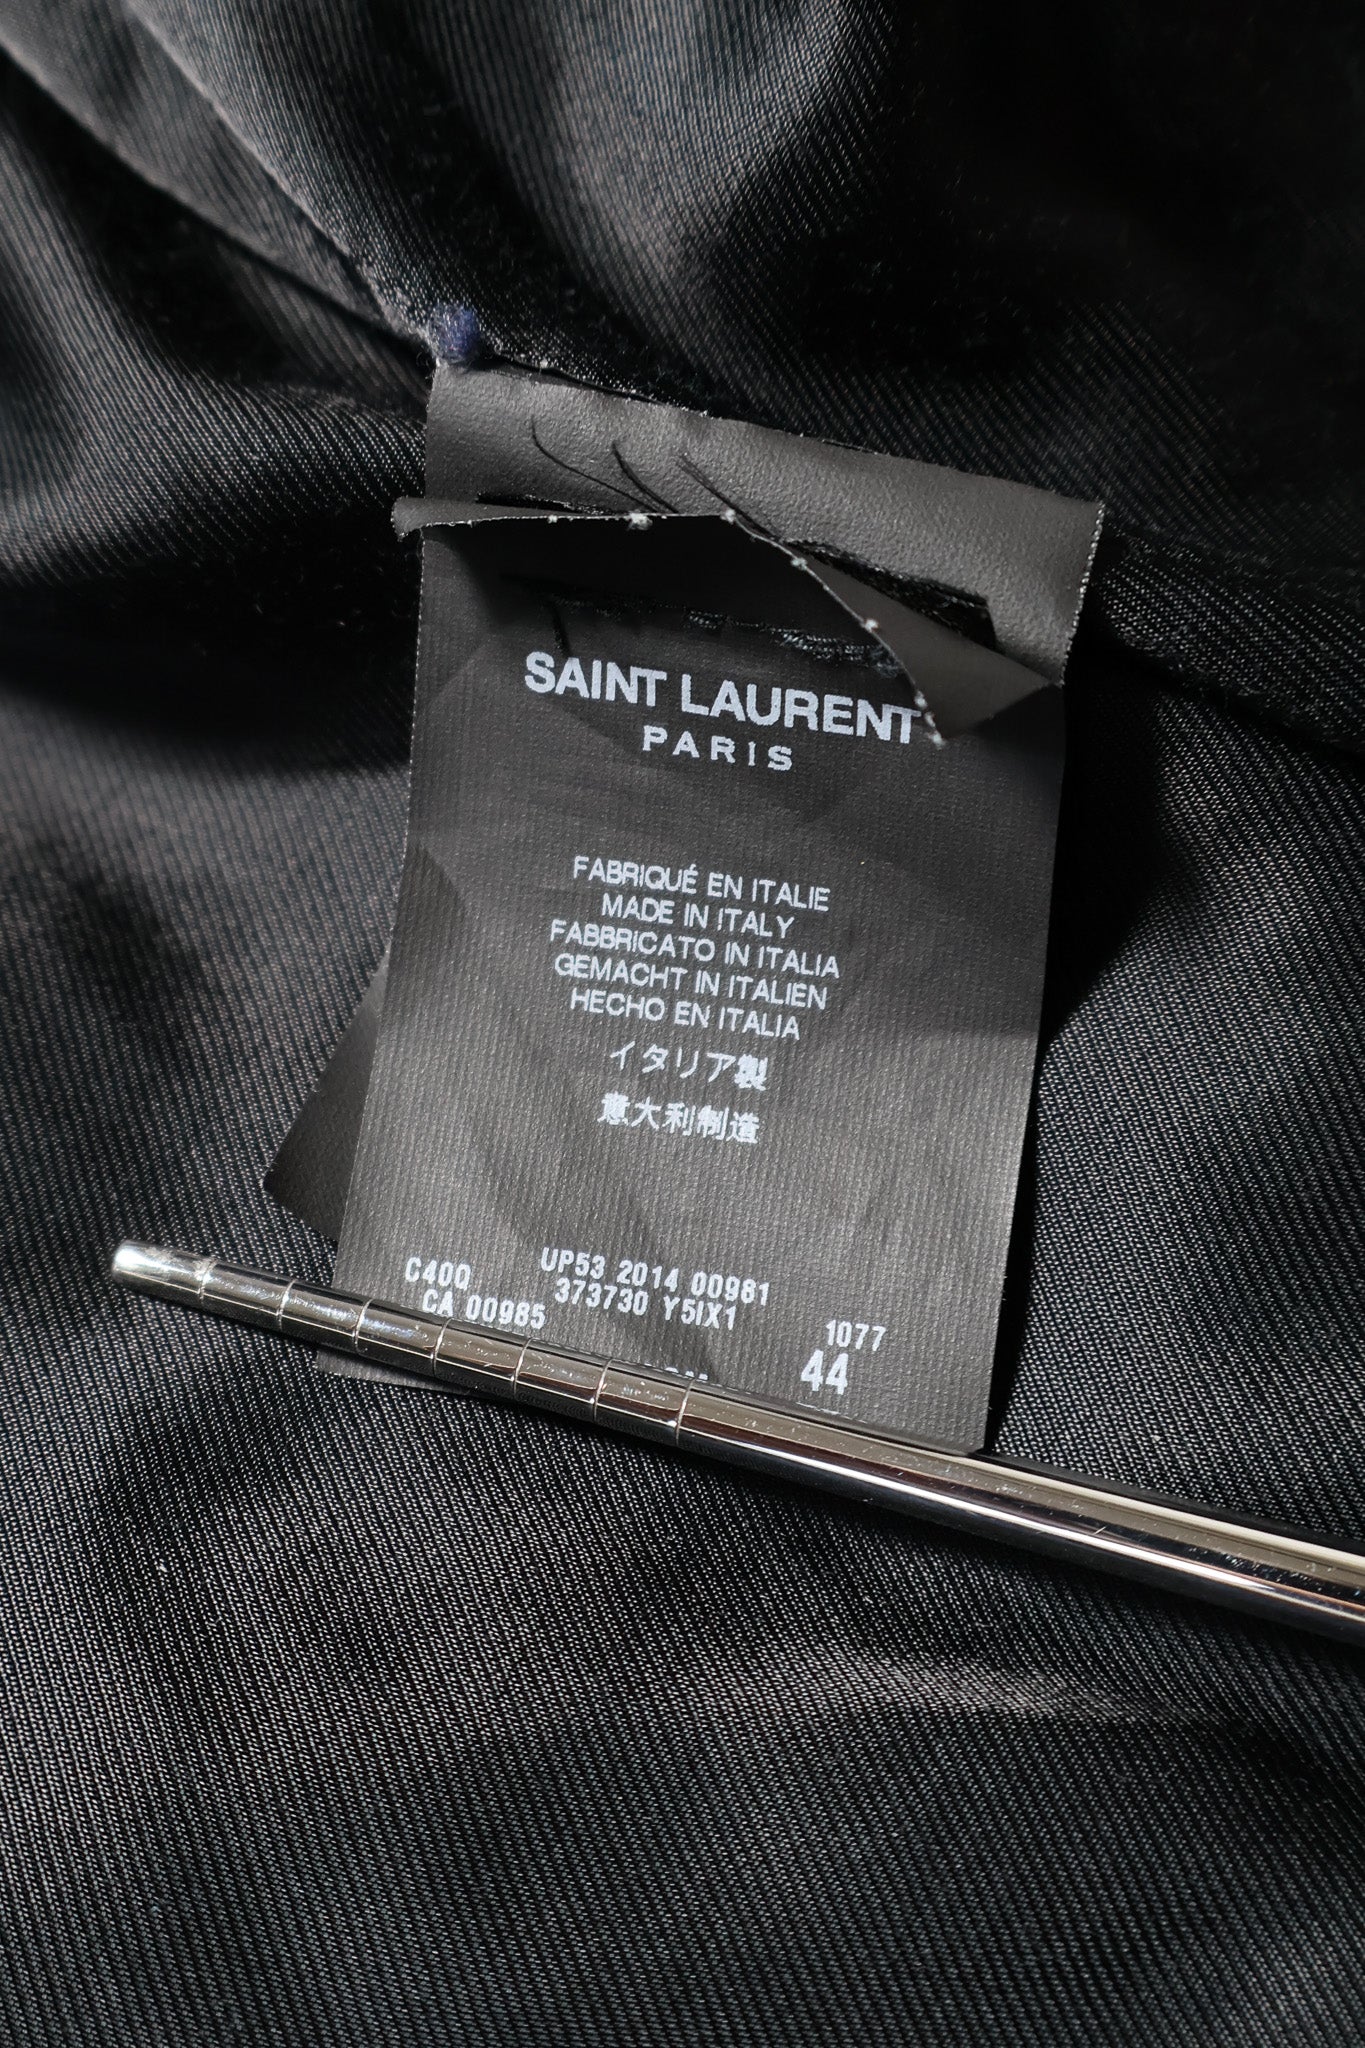 SAINT LAURENT
PARIS
FABRIQUÉ EN ITALIE
MADE IN ITALY
FABBRICATO IN ITALIA
GEMACHT IN ITALIEN
HECHO EN ITALIA
イタリア製
意大利制造
C40Q UP53 2014 00981
CA 00985 373730 Y5IX1
1077
44